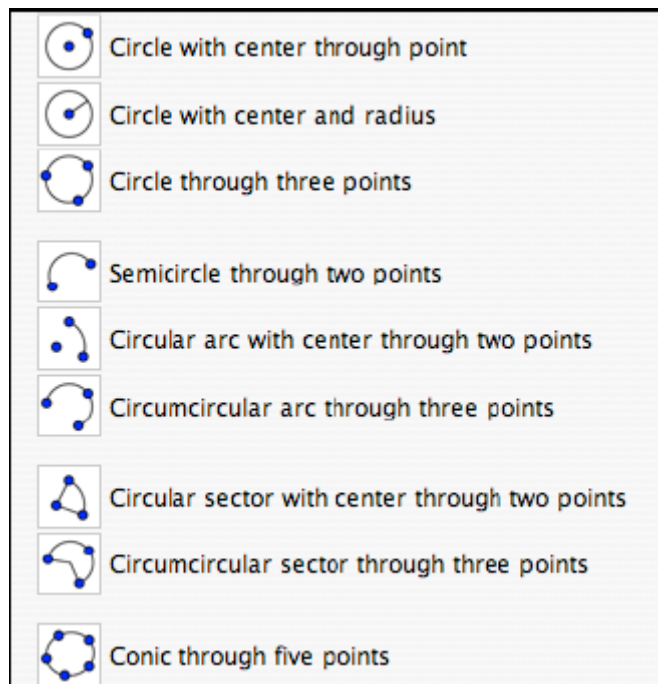 Circle with center through point
Circle with center and radius
Circle through three points
Semicircle through two points
Circular arc with center through two points
Circumcircular arc through three points
Circular sector with center through two points
Circumcircular sector through three points
Conic through five points